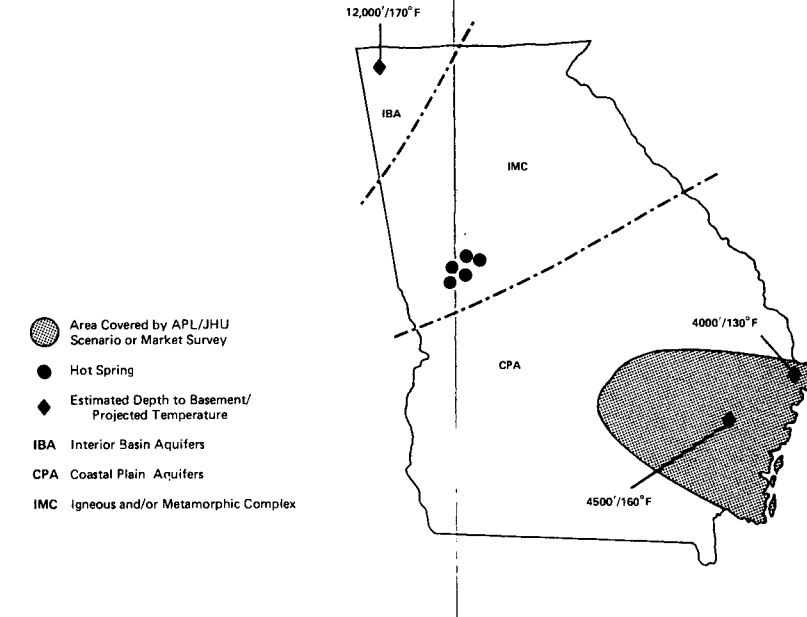 12,000'/170°F
IBA
IMC
4000'/130°F
CPA
4500'/160°F
Area Covered by APL/JHU
Scenario or Market Survey
Hot Spring
Estimated Depth to Basement/
Projected Temperature
IBA Interior Basin Aquifers
CPA Coastal Plain Aquifers
IMC Igneous and/or Metamorphic Complex